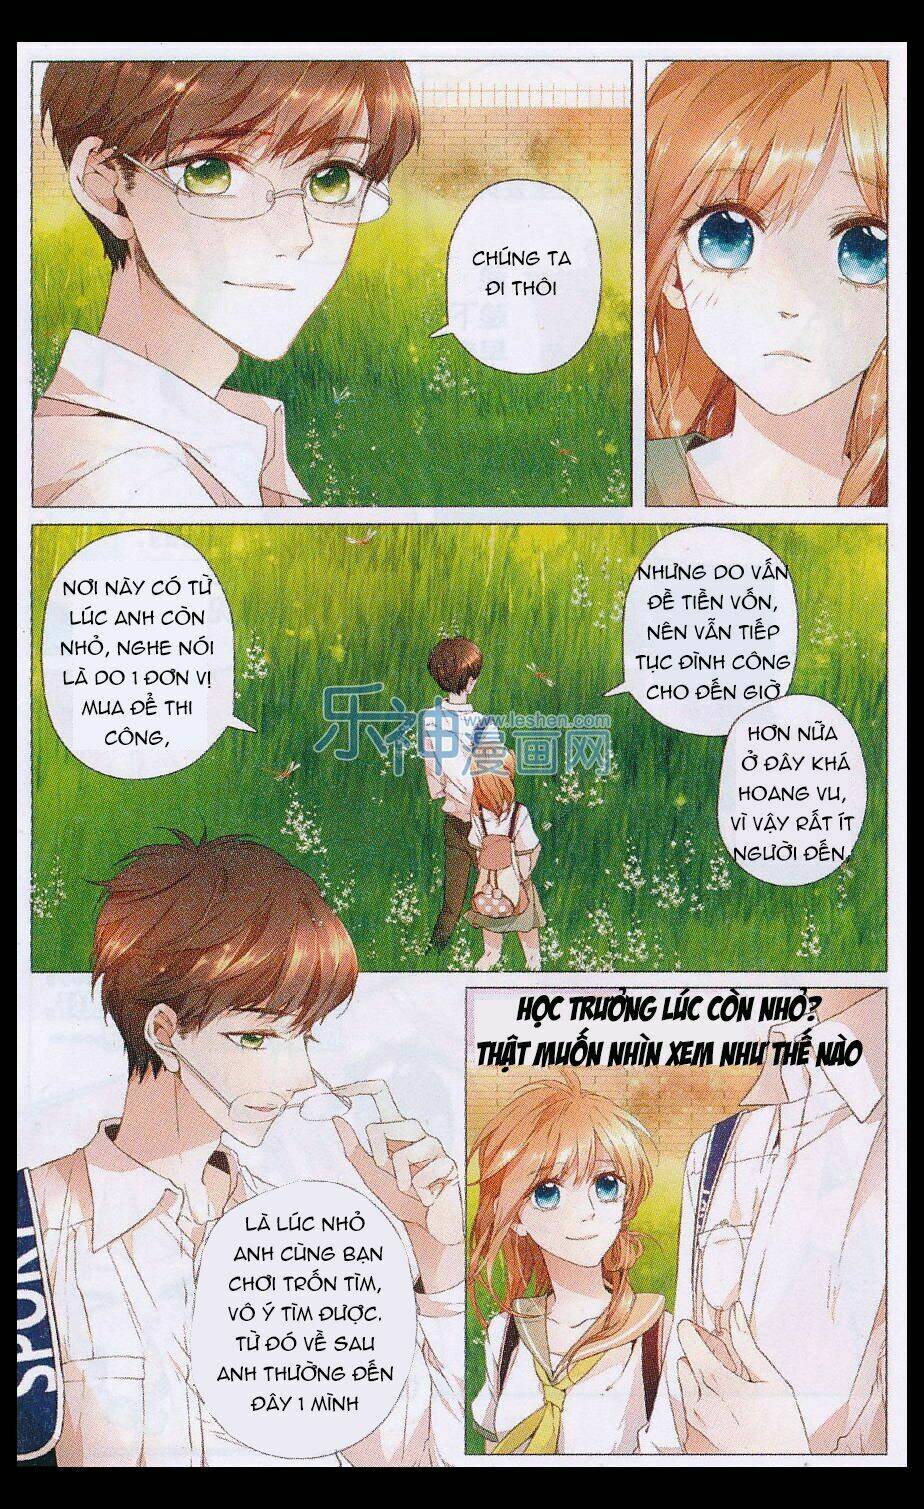 CHÚNG TA
ĐI THÔI
NƠI NÀY CÓ TỪ
LÚC ANH CÒN
NHỎ, NGHE NÓI
LÀ DO 1 ĐƠN VỊ
MUA ĐỂ THI
CÔNG,
NHƯNG DO VẤN
ĐỀ TIỀN VỐN,
NÊN VẪN TIẾP
TỤC ĐÌNH CÔNG
CHO ĐẾN GIỜ
HƠN NỮA
Ở ĐÂY KHÁ
HOANG VU,
VÌ VẬY RẤT ÍT
NGƯỜI ĐẾN,
乐神漫画网
www.leshen.com
HỌC TRƯỞNG LÚC CÒN NHỎ?
THẬT MUỐN NHÌN XEM NHƯ THẾ NÀO
LÀ LÚC NHỎ
ANH CÙNG BẠN
CHƠI TRỐN TÌM,
VÔ Ý TÌM ĐƯỢC.
TỪ ĐÓ VỀ SAU
ANH THƯỜNG ĐẾN
ĐÂY 1 MÌNH
SPORT